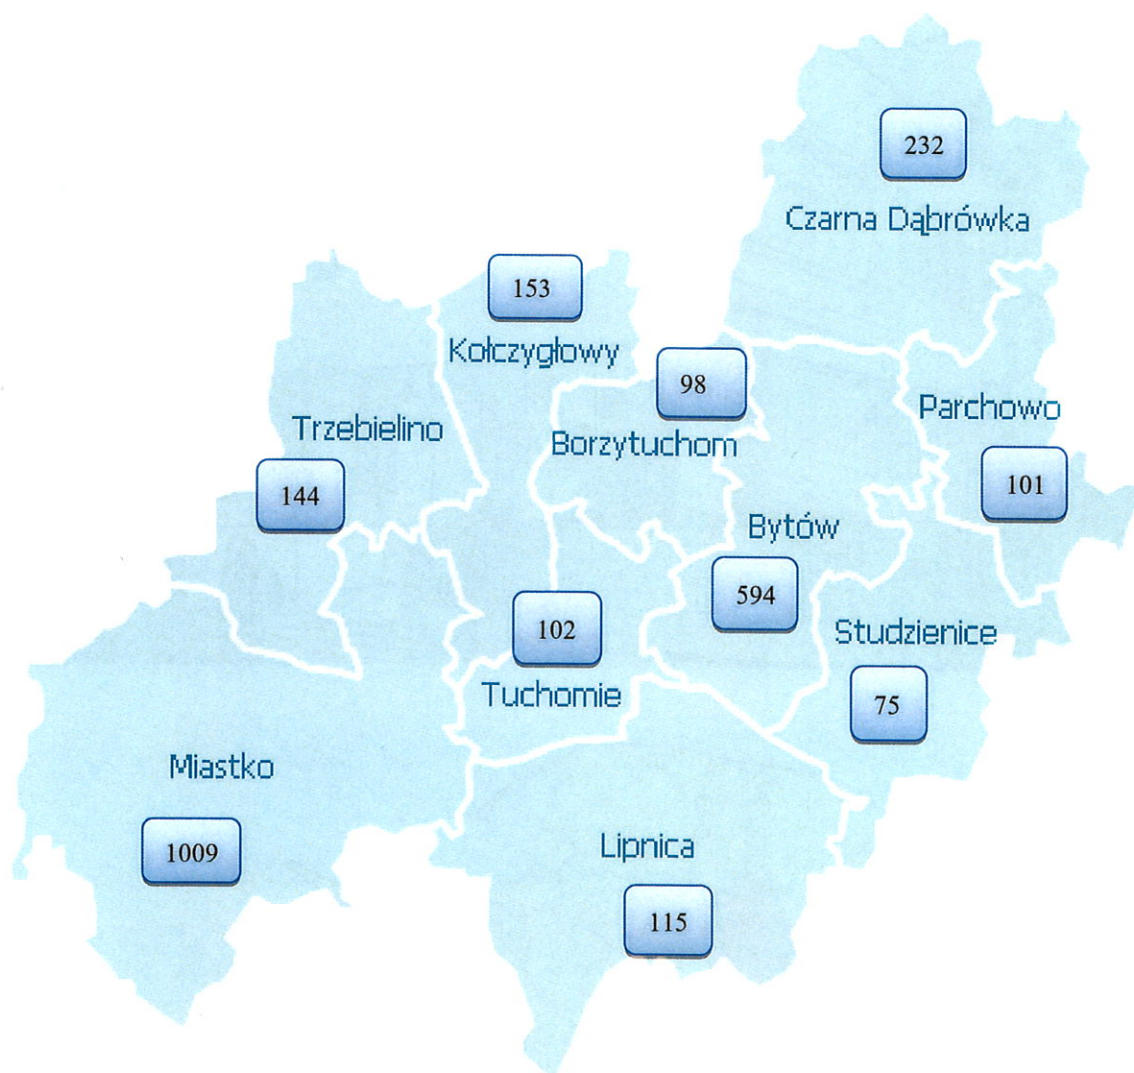 232
Czarna Dąbrówka
153
Kołczygłowy
98
Borzytuchom
Parchowo
101
Trzebielino
144
Bytów
594
102
Tuchomie
Studzienice
75
Miastko
1009
Lipnica
115